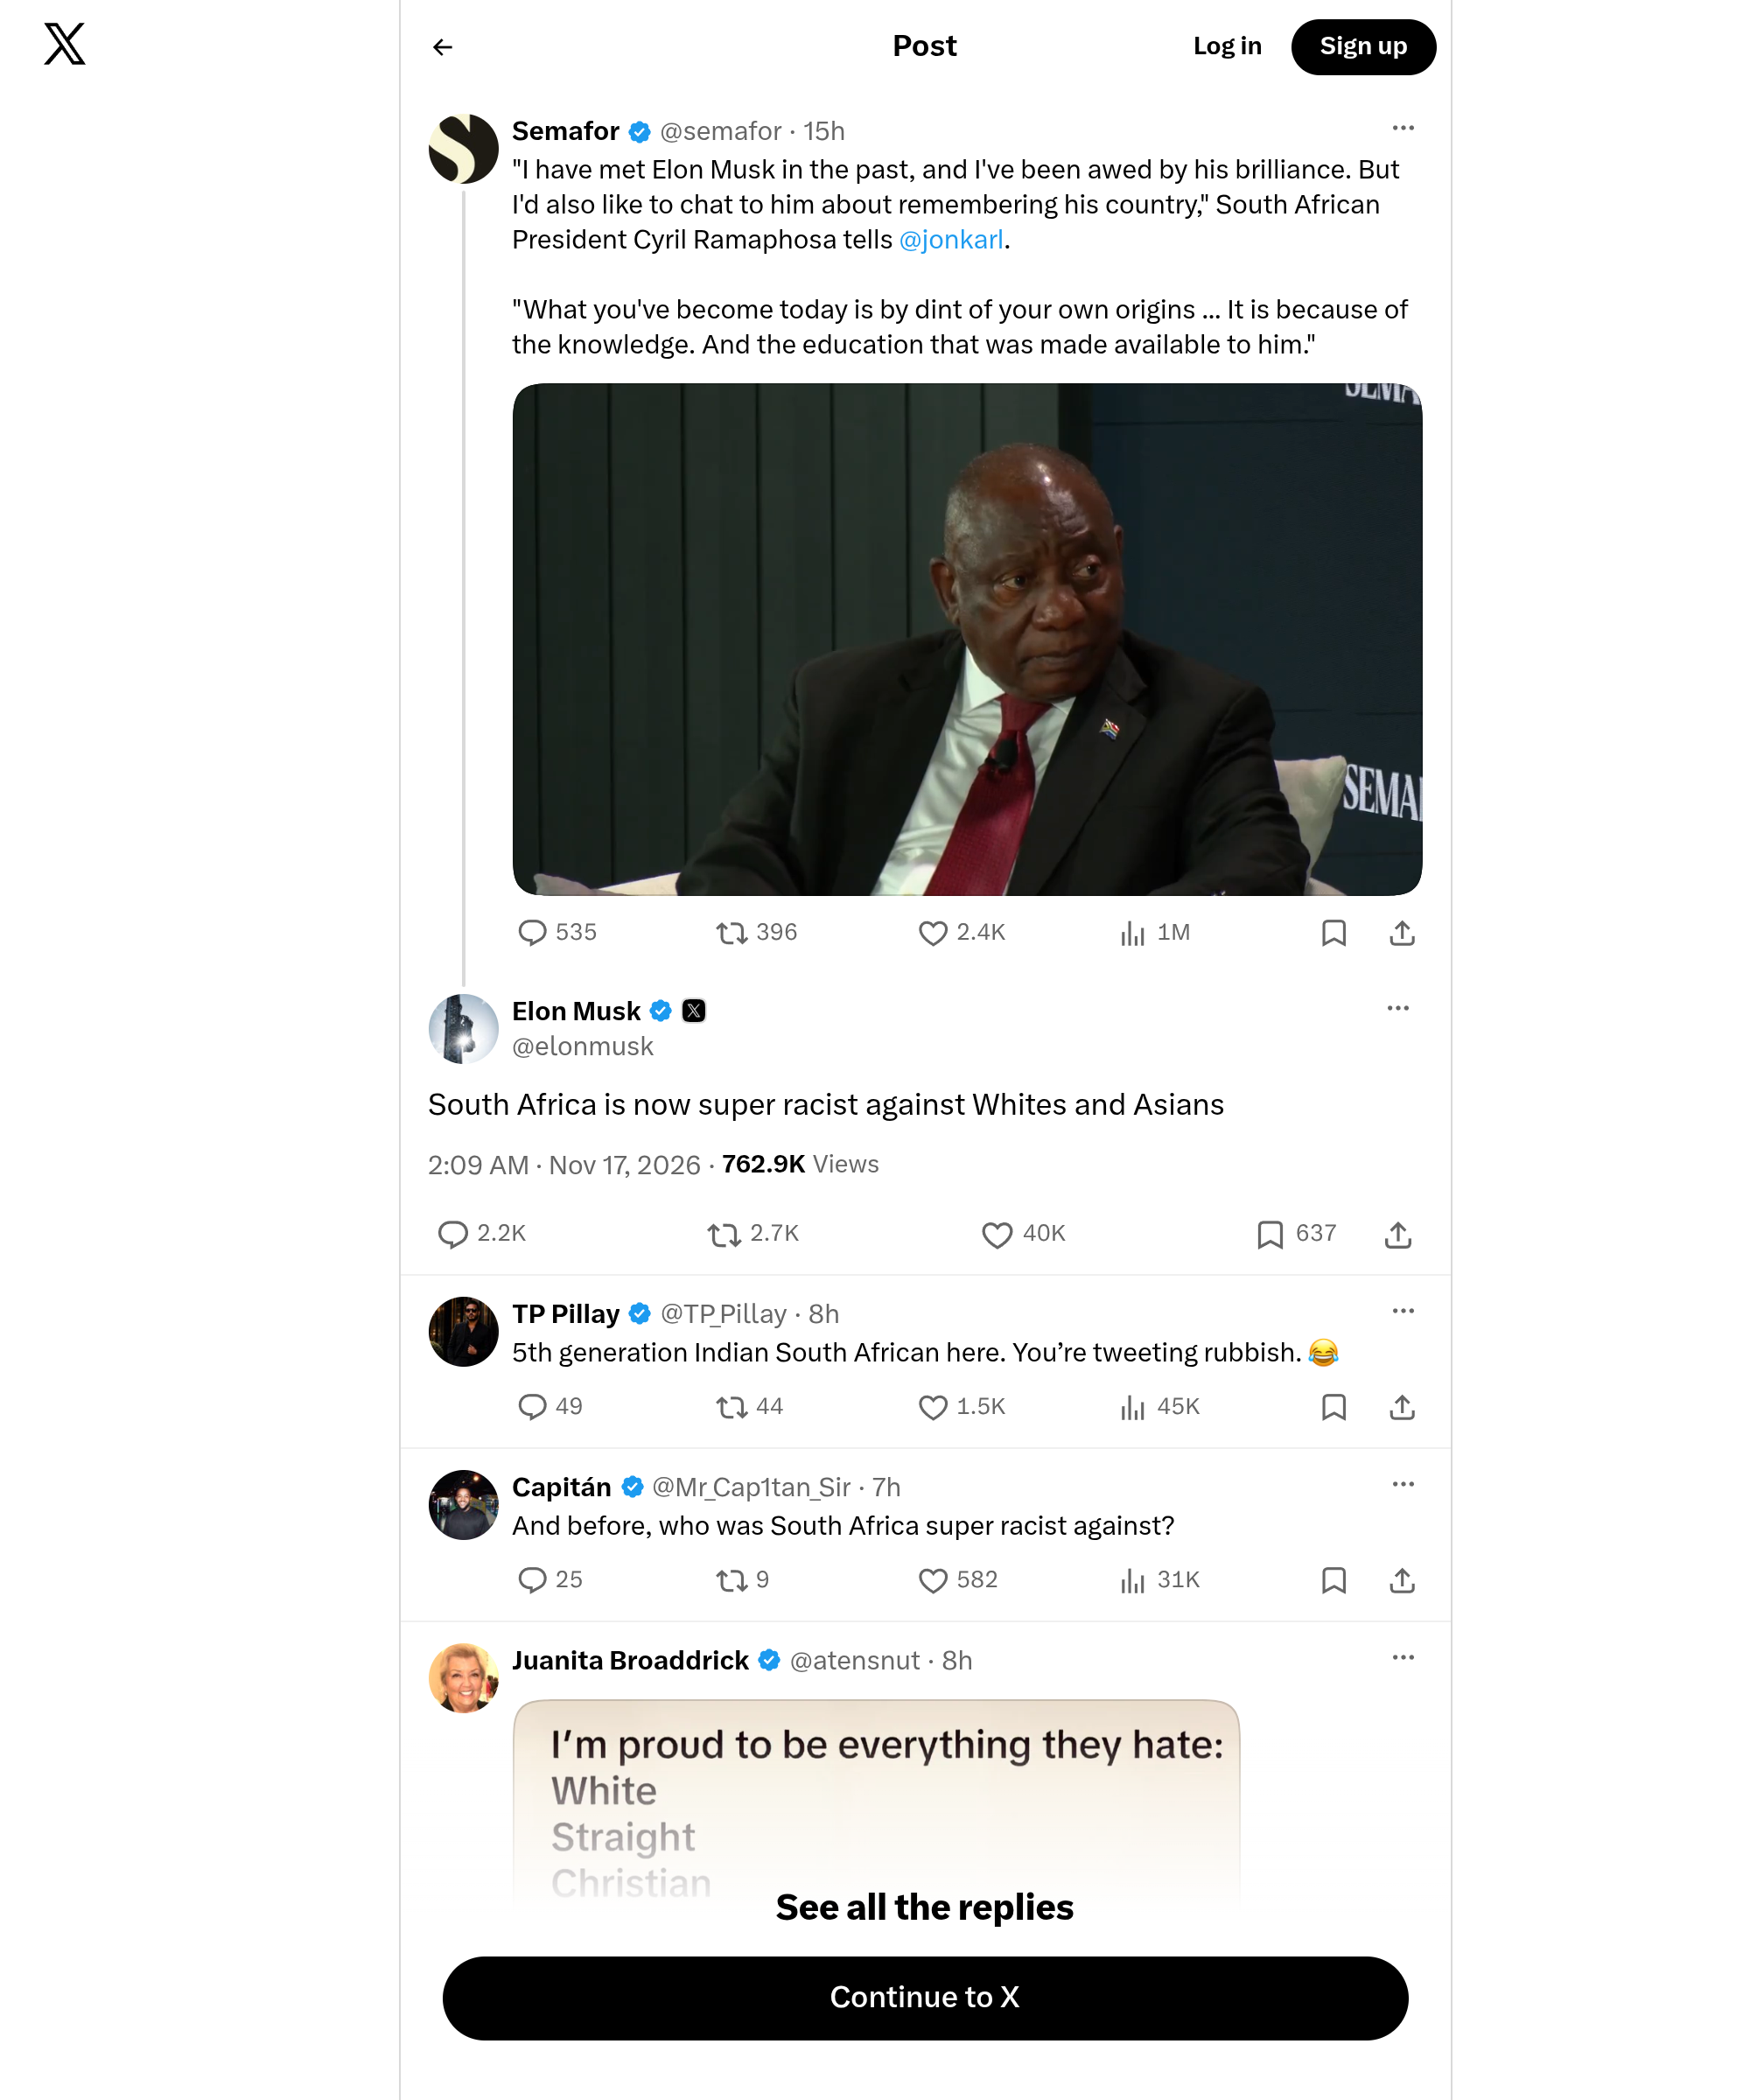 Post
Log in
Sign up
Semafor @semafor · 15h
"I have met Elon Musk in the past, and I've been awed by his brilliance. But
I'd also like to chat to him about remembering his country," South African
President Cyril Ramaphosa tells @jonkarl.
"What you've become today is by dint of your own origins ... It is because of
the knowledge. And the education that was made available to him."
535 396 2.4K 1M
Elon Musk
@elonmusk
South Africa is now super racist against Whites and Asians
2:09 AM · Nov 17, 2026 · 762.9K Views
2.2K 2.7K 40K 637
TP Pillay @TP_Pillay · 8h
5th generation Indian South African here. You’re tweeting rubbish. 😂
49 44 1.5K 45K
Capitán @Mr_Cap1tan_Sir · 7h
And before, who was South Africa super racist against?
25 9 582 31K
Juanita Broaddrick @atensnut · 8h
I’m proud to be everything they hate:
White
Straight
Christian
See all the replies
Continue to X